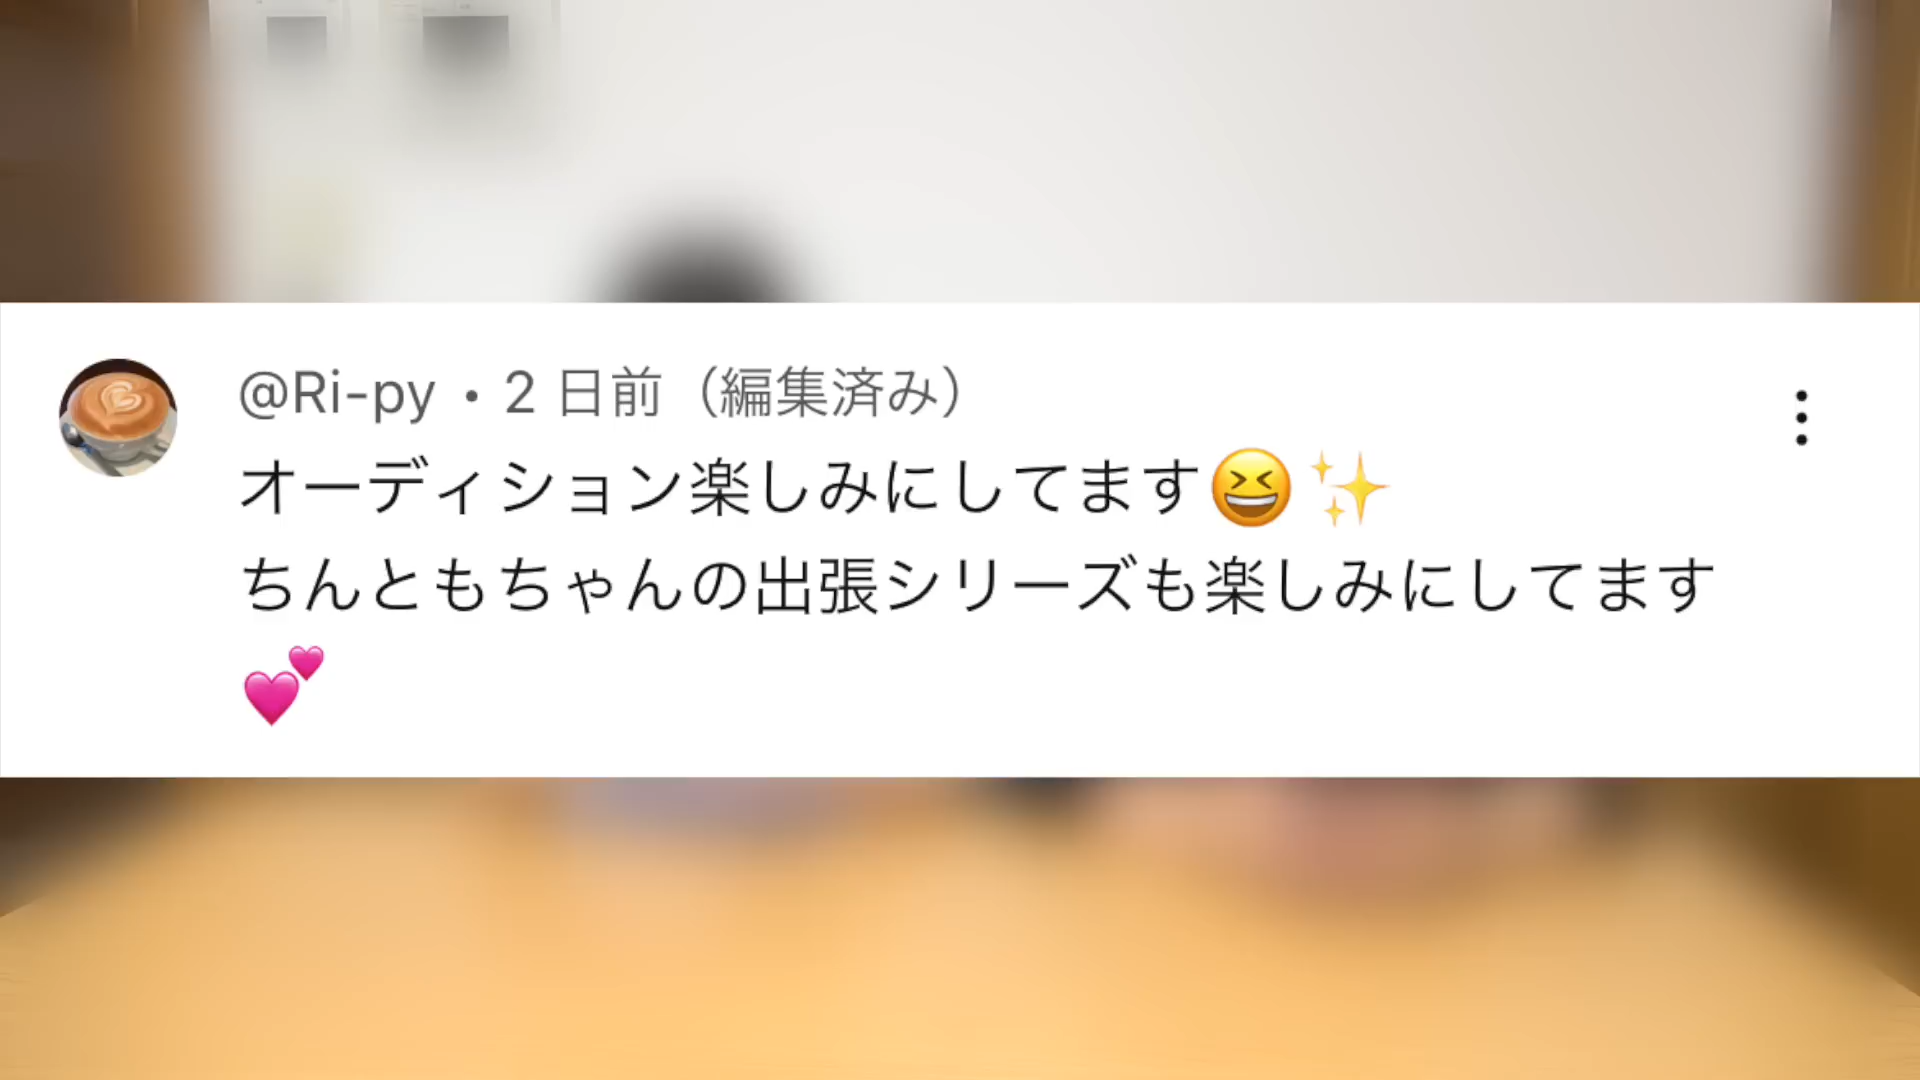 @Ri-py・2 日前（編集済み）
オーディション楽しみにしてます😆✨
ちんともちゃんの出張シリーズも楽しみにしてます
💕